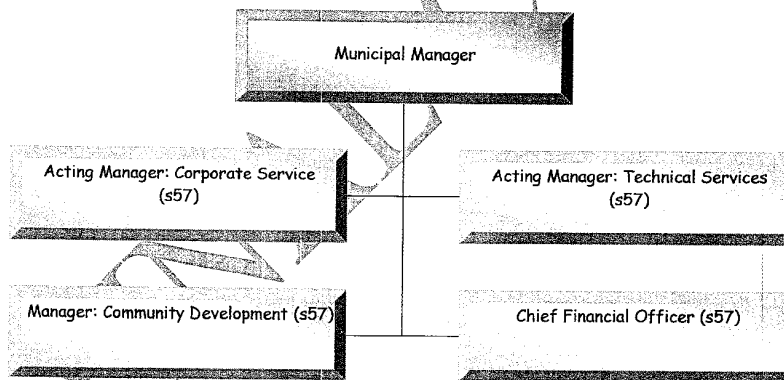 Municipal Manager
Acting Manager: Corporate Service
(s57)
Acting Manager: Technical Services
(s57)
Manager: Community Development (s57)
Chief Financial Officer (s57)